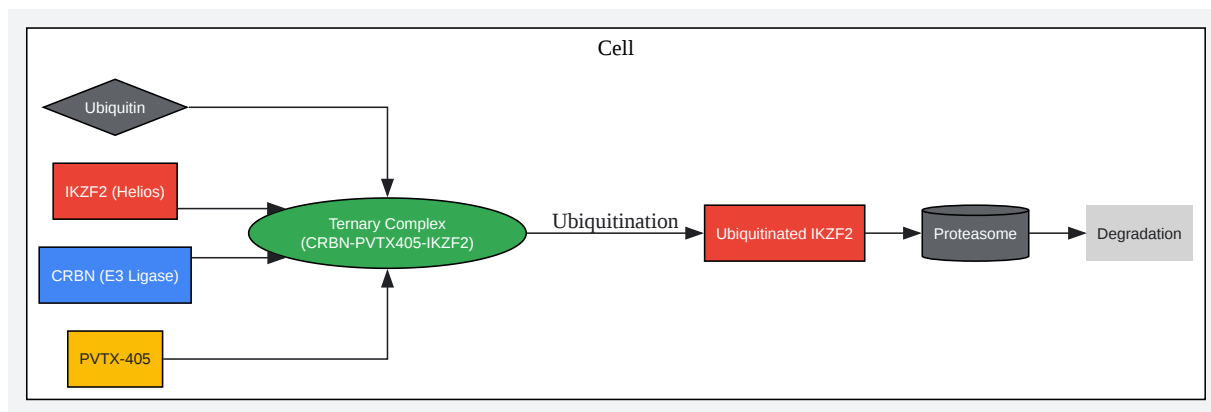 Cell
Ubiquitin
IKZF2 (Helios)
CRBN (E3 Ligase)
PVTX-405
Ternary Complex
(CRBN-PVTX405-IKZF2)
Ubiquitination
Ubiquitinated IKZF2
Proteasome
Degradation